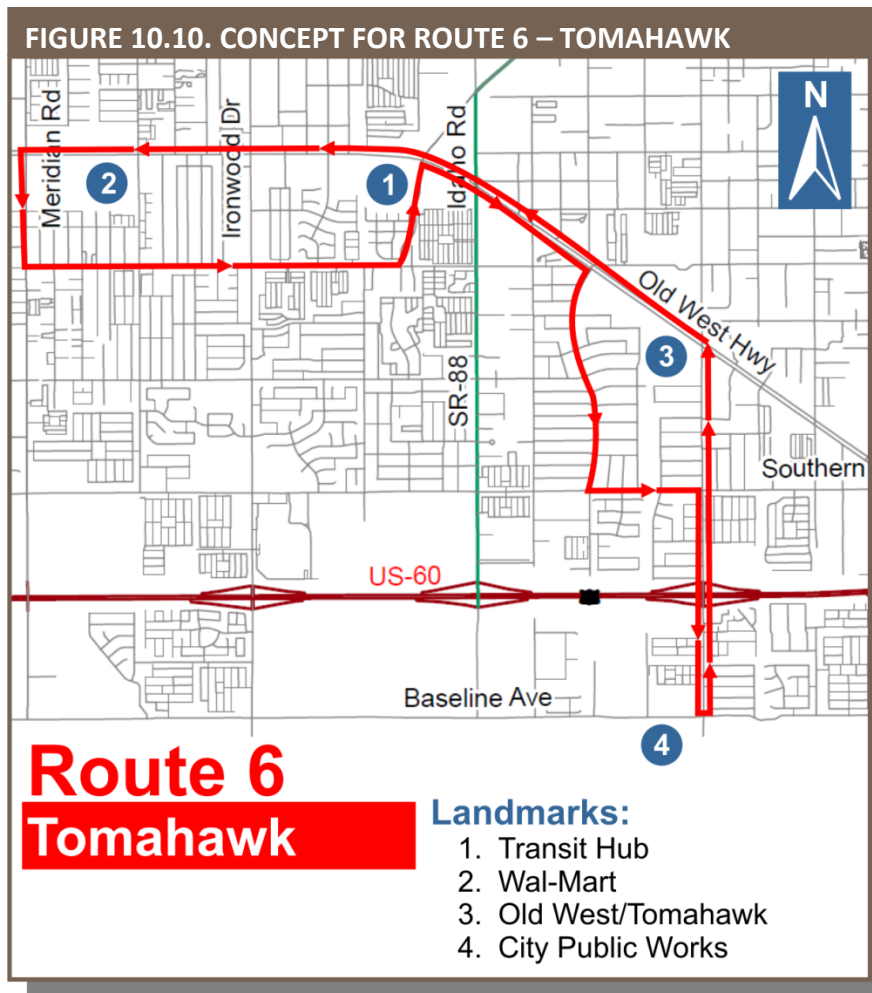 FIGURE 10.10. CONCEPT FOR ROUTE 6 – TOMAHAWK
N
Meridian Rd
Ironwood Dr
Idaho Rd
1
2
3
Old West Hwy
SR-88
Southern
US-60
Baseline Ave
4
Route 6
Tomahawk
Landmarks:
1. Transit Hub
2. Wal-Mart
3. Old West/Tomahawk
4. City Public Works